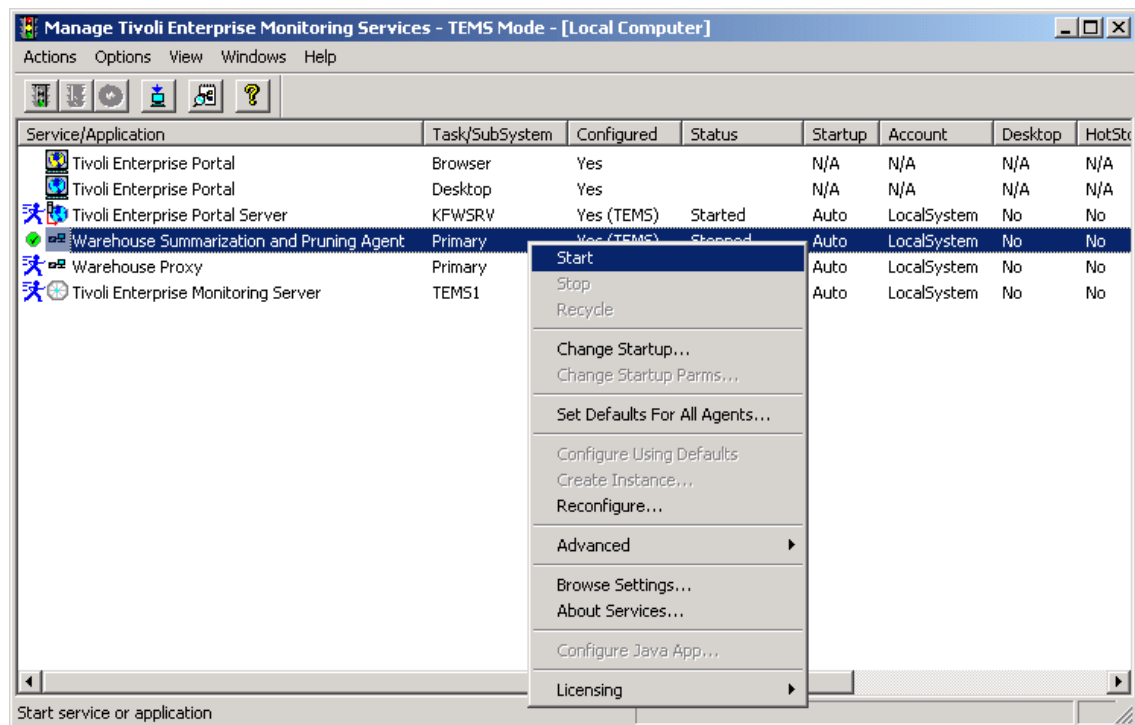 Manage Tivoli Enterprise Monitoring Services - TEMS Mode - [Local Computer]
Actions Options View Windows Help
Service/Application Task/SubSystem Configured Status Startup Account Desktop HotSt
Tivoli Enterprise Portal Browser Yes N/A N/A N/A N/A
Tivoli Enterprise Portal Desktop Yes N/A N/A N/A N/A
Tivoli Enterprise Portal Server KFWSRV Yes (TEMS) Started Auto LocalSystem No No
Warehouse Summarization and Pruning Agent Primary Yes (TEMS) Stopped Auto LocalSystem No No
Warehouse Proxy Primary Auto LocalSystem No No
Tivoli Enterprise Monitoring Server TEMS1 Auto LocalSystem No No
Start
Stop
Recycle
Change Startup...
Change Startup Parms...
Set Defaults For All Agents...
Configure Using Defaults
Create Instance...
Reconfigure...
Advanced
Browse Settings...
About Services...
Configure Java App...
Licensing
Start service or application